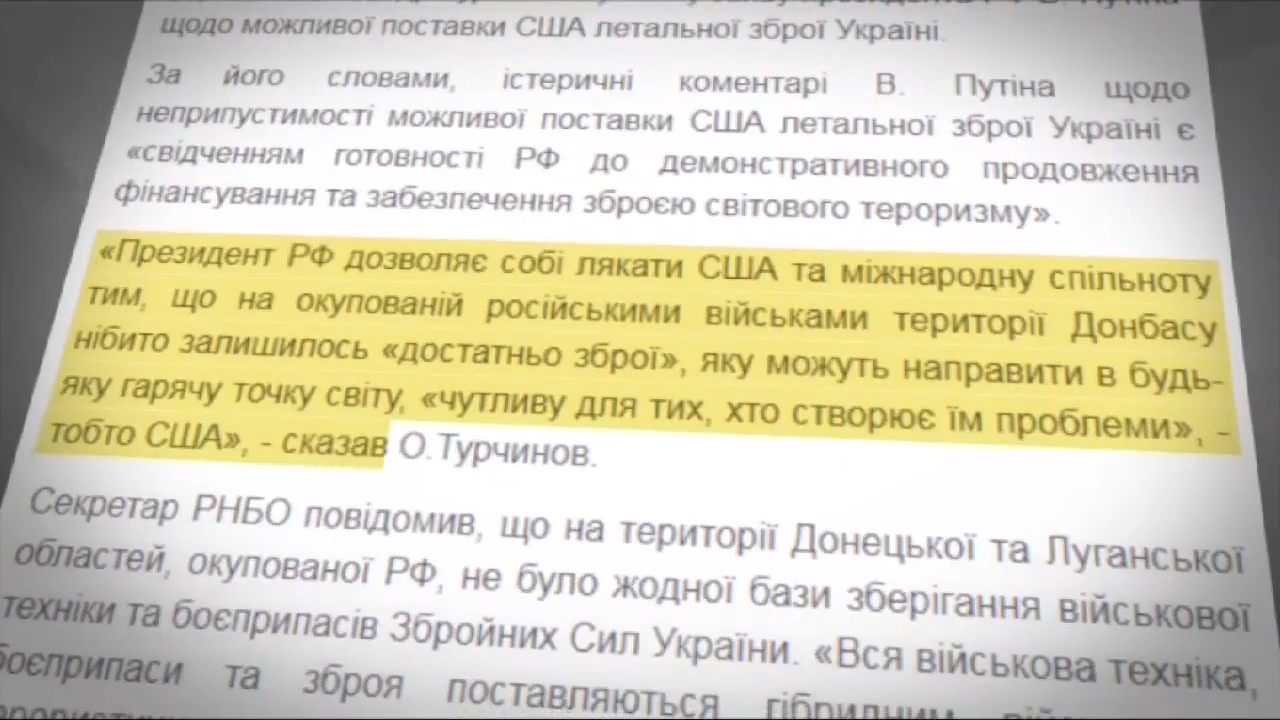 щодо можливої поставки США летальної зброї Україні.
За його словами, істеричні коментарі В. Путіна щодо
неприпустимості можливої поставки США летальної зброї Україні є
«свідченням готовності РФ до демонстративного продовження
фінансування та забезпечення зброєю світового тероризму».
«Президент РФ дозволяє собі лякати США та міжнародну спільноту
тим, що на окупованій російськими військами території Донбасу
нібито залишилось «достатньо зброї», яку можуть направити в будь-
яку гарячу точку світу, «чутливу для тих, хто створює їм проблеми», -
тобто США», - сказав О.Турчинов.
Секретар РНБО повідомив, що на території Донецької та Луганської
областей, окупованої РФ, не було жодної бази зберігання військової
техніки та боєприпасів Збройних Сил України. «Вся військова техніка,
боєприпаси та зброя поставляються гібридним